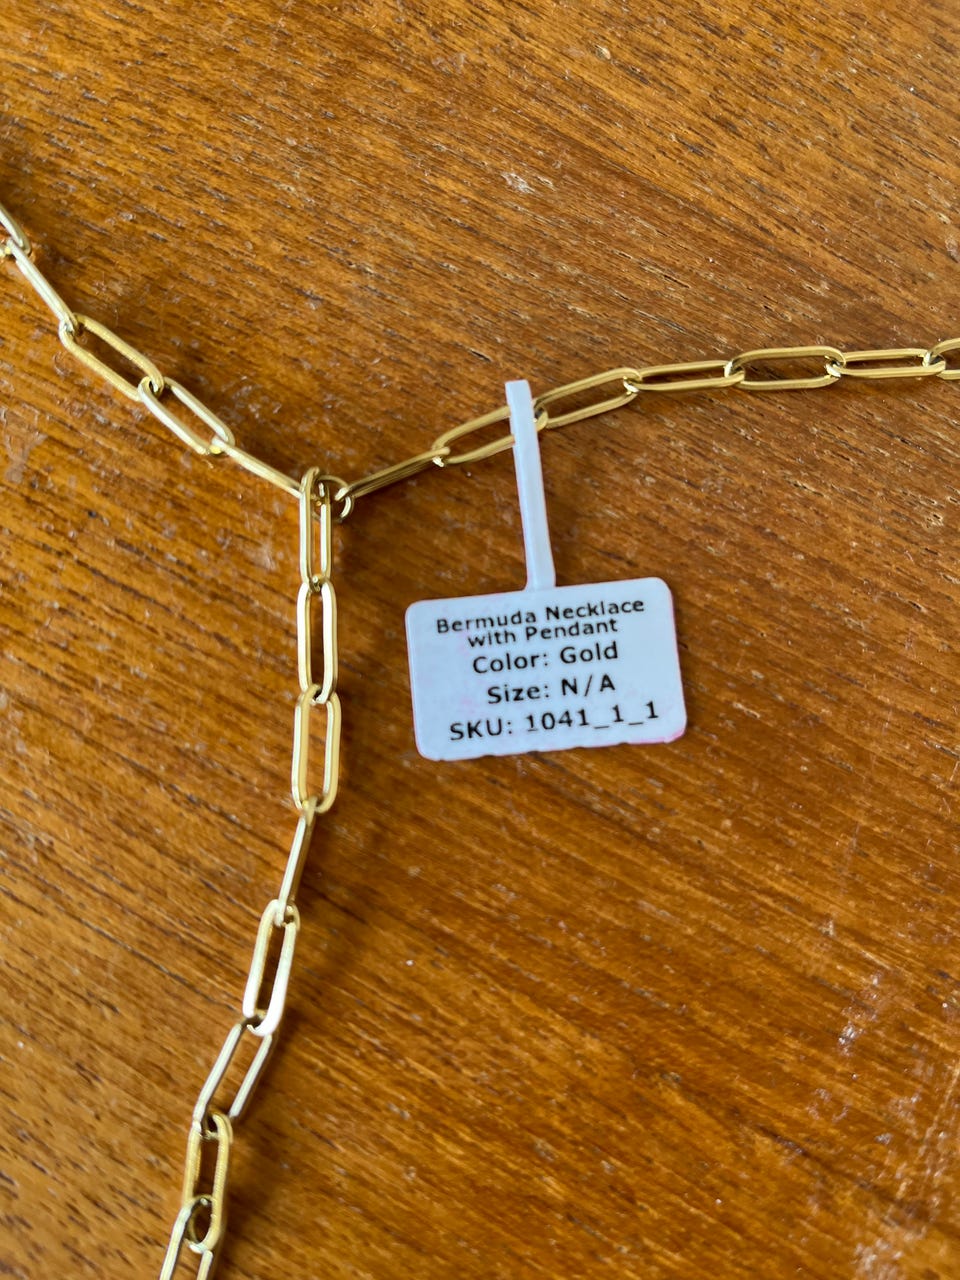 Bermuda Necklace
with Pendant
Color: Gold
Size: N/A
SKU: 1041_1_1